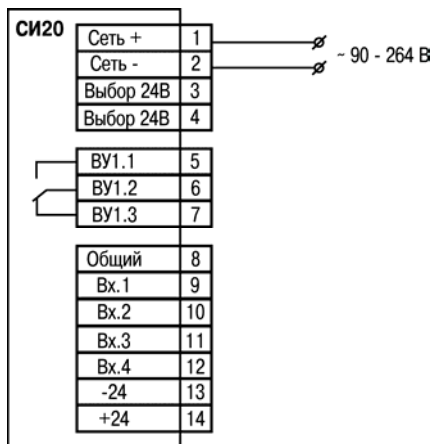 СИ20
Сеть + 1
Сеть - 2
~ 90 - 264 В
Выбор 24В 3
Выбор 24В 4
ВУ1.1 5
ВУ1.2 6
ВУ1.3 7
Общий 8
Вх.1 9
Вх.2 10
Вх.3 11
Вх.4 12
-24 13
+24 14